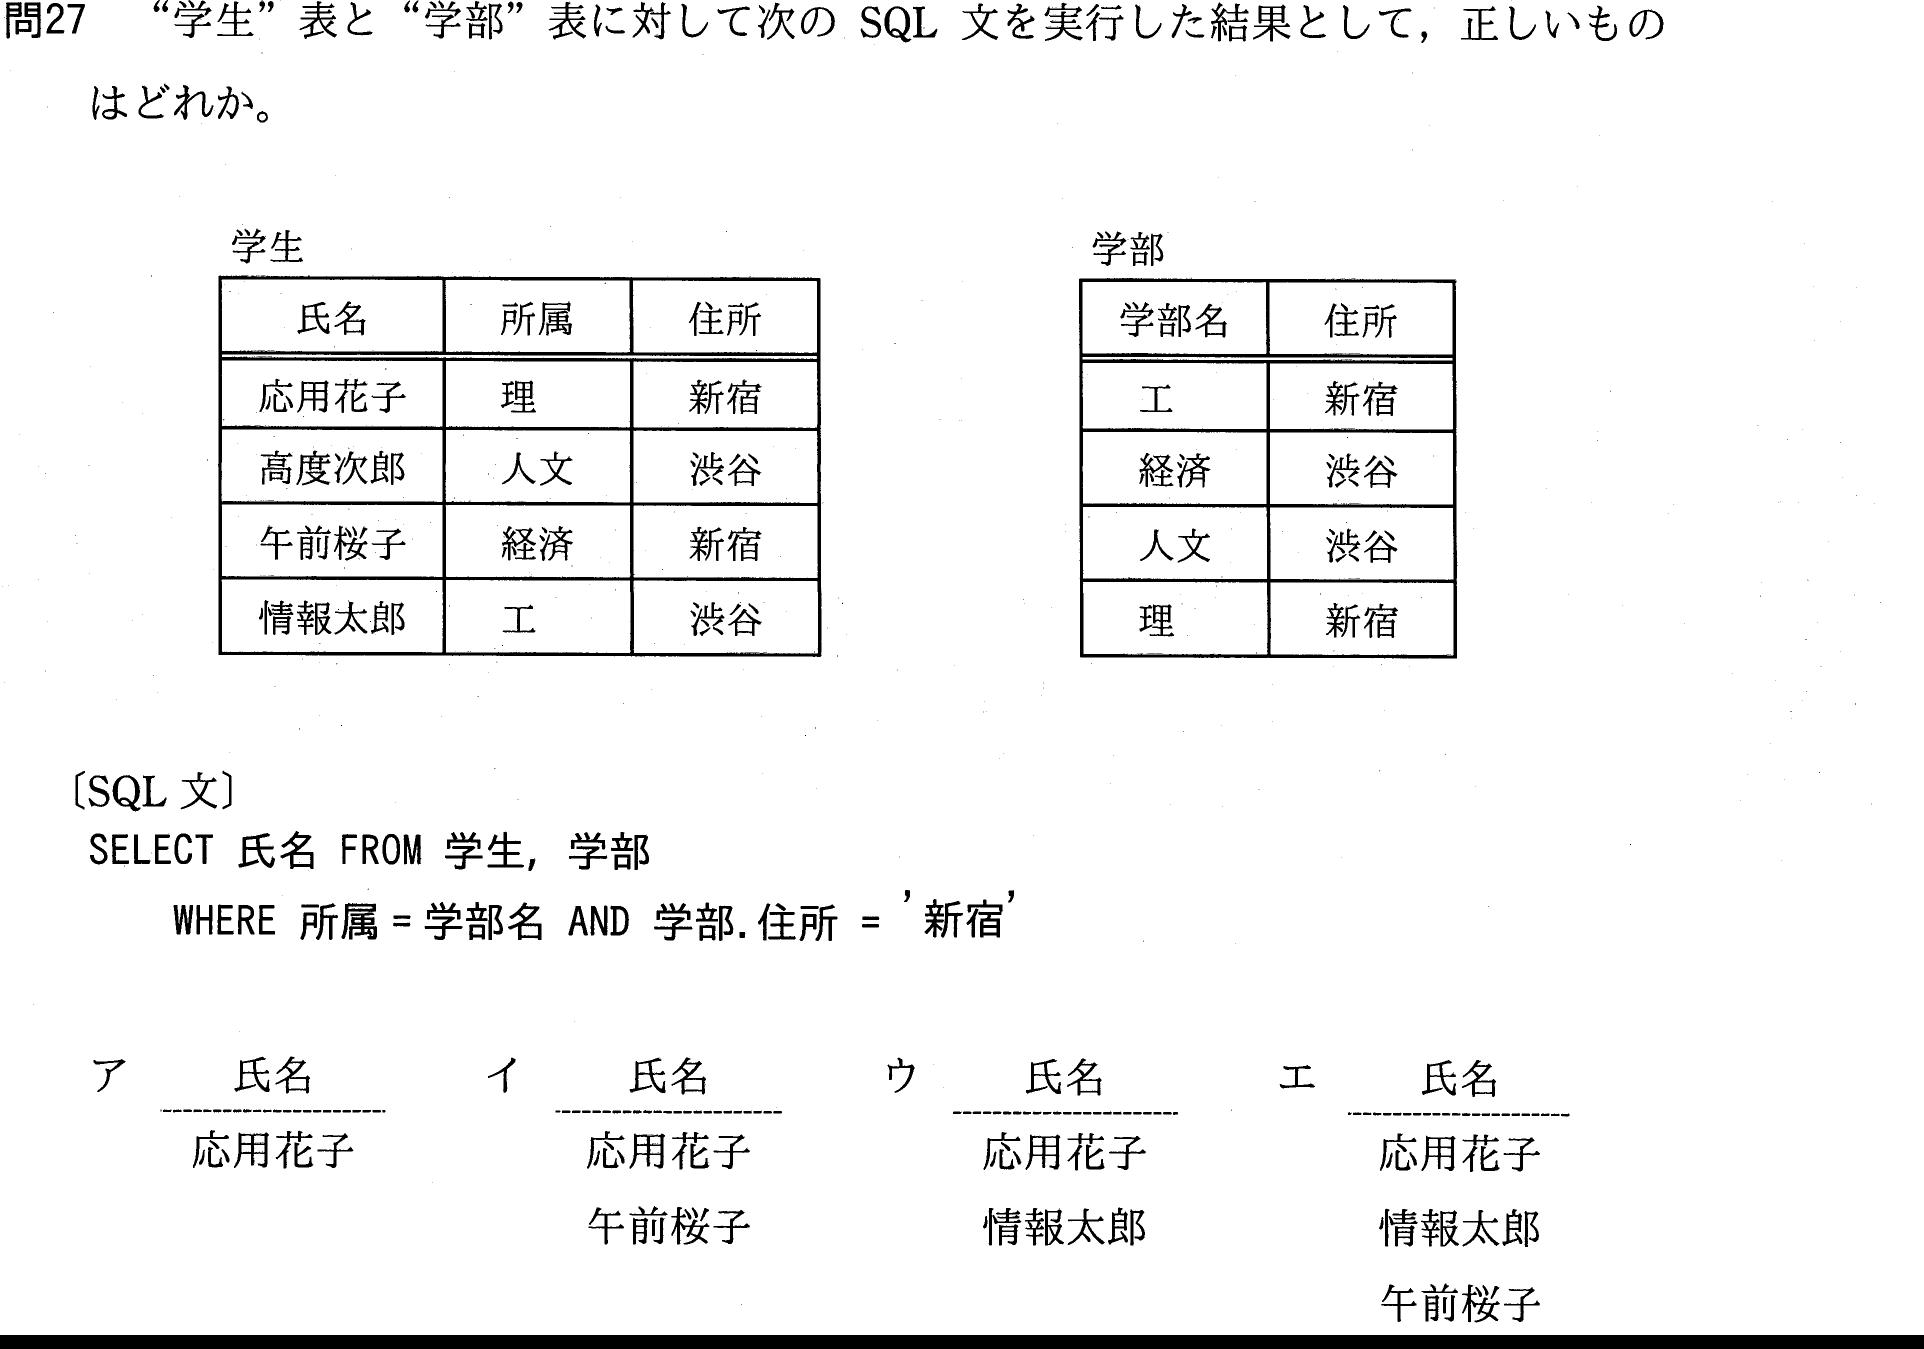 問27 “学生”表と“学部”表に対して次の SQL 文を実行した結果として，正しいもの
はどれか。
学生
氏名 所属 住所
応用花子 理 新宿
高度次郎 人文 渋谷
午前桜子 経済 新宿
情報太郎 工 渋谷
学部
学部名 住所
工 新宿
経済 渋谷
人文 渋谷
理 新宿
〔SQL 文〕
SELECT 氏名 FROM 学生, 学部
WHERE 所属 = 学部名 AND 学部.住所 = '新宿'
ア 氏名
応用花子
イ 氏名
応用花子
午前桜子
ウ 氏名
応用花子
情報太郎
エ 氏名
応用花子
情報太郎
午前桜子